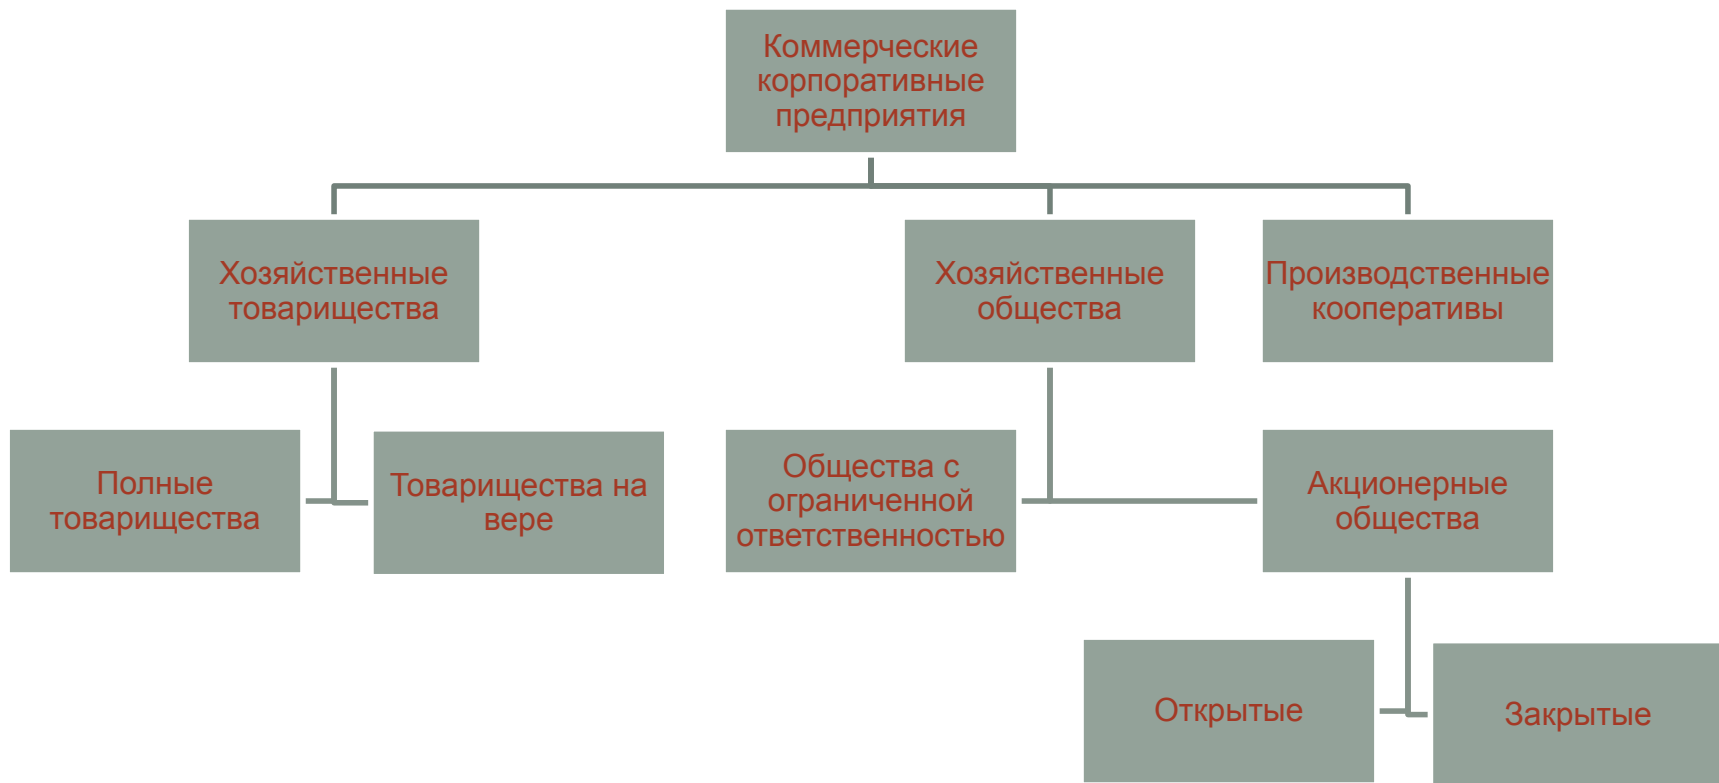 Коммерческие
корпоративные
предприятия
Хозяйственные
товарищества
Хозяйственные
общества
Производственные
кооперативы
Полные
товарищества
Товарищества на
вере
Общества с
ограниченной
ответственностью
Акционерные
общества
Открытые
Закрытые